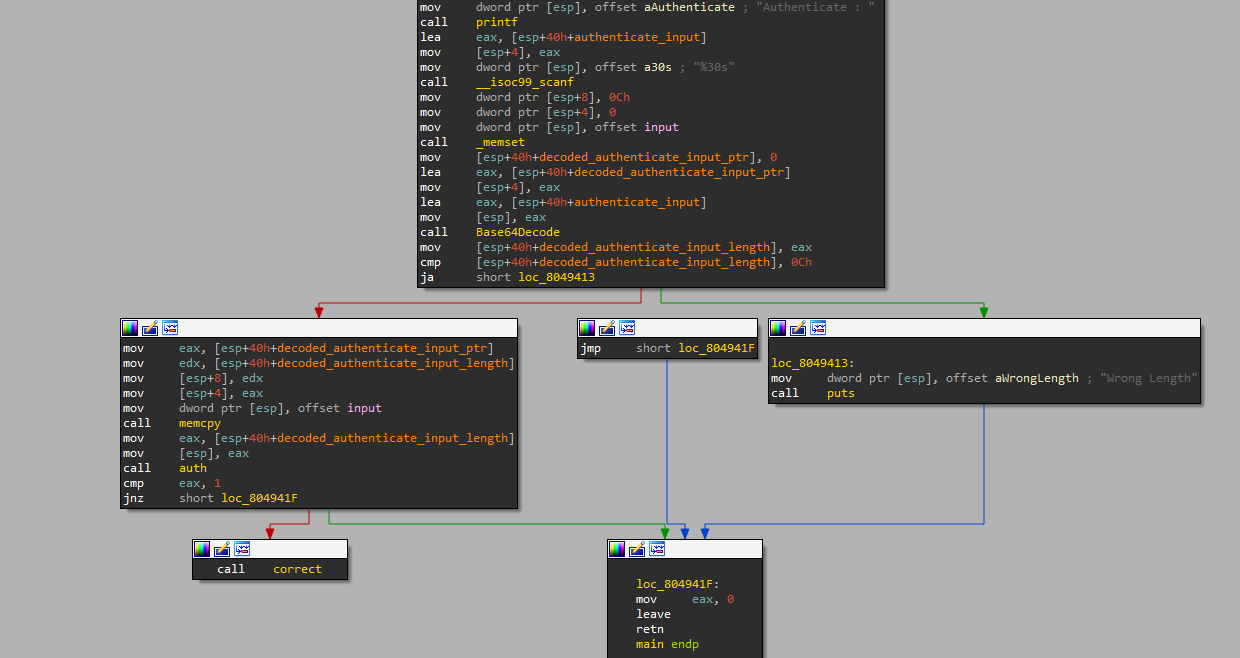 mov dword ptr [esp], offset aAuthenticate ; "Authenticate : "
call printf
lea eax, [esp+40h+authenticate_input]
mov [esp+4], eax
mov dword ptr [esp], offset a30s ; "%30s"
call __isoc99_scanf
mov dword ptr [esp+8], 0Ch
mov dword ptr [esp+4], 0
mov dword ptr [esp], offset input
call _memset
mov [esp+40h+decoded_authenticate_input_ptr], 0
lea eax, [esp+40h+decoded_authenticate_input_ptr]
mov [esp+4], eax
lea eax, [esp+40h+authenticate_input]
mov [esp], eax
call Base64Decode
mov [esp+40h+decoded_authenticate_input_length], eax
cmp [esp+40h+decoded_authenticate_input_length], 0Ch
ja short loc_8049413
mov eax, [esp+40h+decoded_authenticate_input_ptr]
mov edx, [esp+40h+decoded_authenticate_input_length]
mov [esp+8], edx
mov [esp+4], eax
mov dword ptr [esp], offset input
call memcpy
mov eax, [esp+40h+decoded_authenticate_input_length]
mov [esp], eax
call auth
cmp eax, 1
jnz short loc_804941F
jmp short loc_804941F
loc_8049413:
mov dword ptr [esp], offset aWrongLength ; "Wrong Length"
call puts
call correct
loc_804941F:
mov eax, 0
leave
retn
main endp